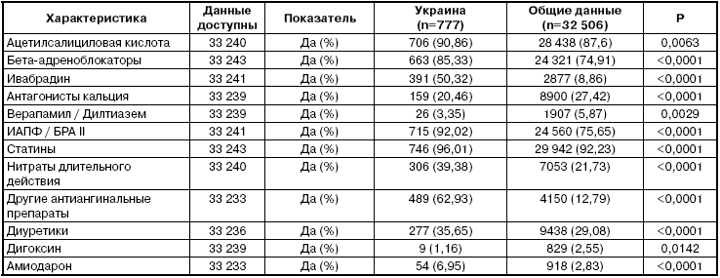 Характеристика Данные доступны Показатель Украина (n=777) Общие данные (n=32 506) P
Ацетилсалициловая кислота 33 240 Да (%) 706 (90,86) 28 438 (87,6) 0,0063
Бета-адреноблокаторы 33 243 Да (%) 663 (85,33) 24 321 (74,91) <0,0001
Ивабрадин 33 241 Да (%) 391 (50,32) 2877 (8,86) <0,0001
Антагонисты кальция 33 239 Да (%) 159 (20,46) 8900 (27,42) <0,0001
Верапамил / Дилтиазем 33 239 Да (%) 26 (3,35) 1907 (5,87) 0,0029
ИАПФ / БРА II 33 241 Да (%) 715 (92,02) 24 560 (75,65) <0,0001
Статины 33 243 Да (%) 746 (96,01) 29 942 (92,23) <0,0001
Нитраты длительного действия 33 240 Да (%) 306 (39,38) 7053 (21,73) <0,0001
Другие антиангинальные препараты 33 233 Да (%) 489 (62,93) 4150 (12,79) <0,0001
Диуретики 33 236 Да (%) 277 (35,65) 9438 (29,08) <0,0001
Дигоксин 33 239 Да (%) 9 (1,16) 829 (2,55) 0,0142
Амиодарон 33 233 Да (%) 54 (6,95) 918 (2,83) <0,0001